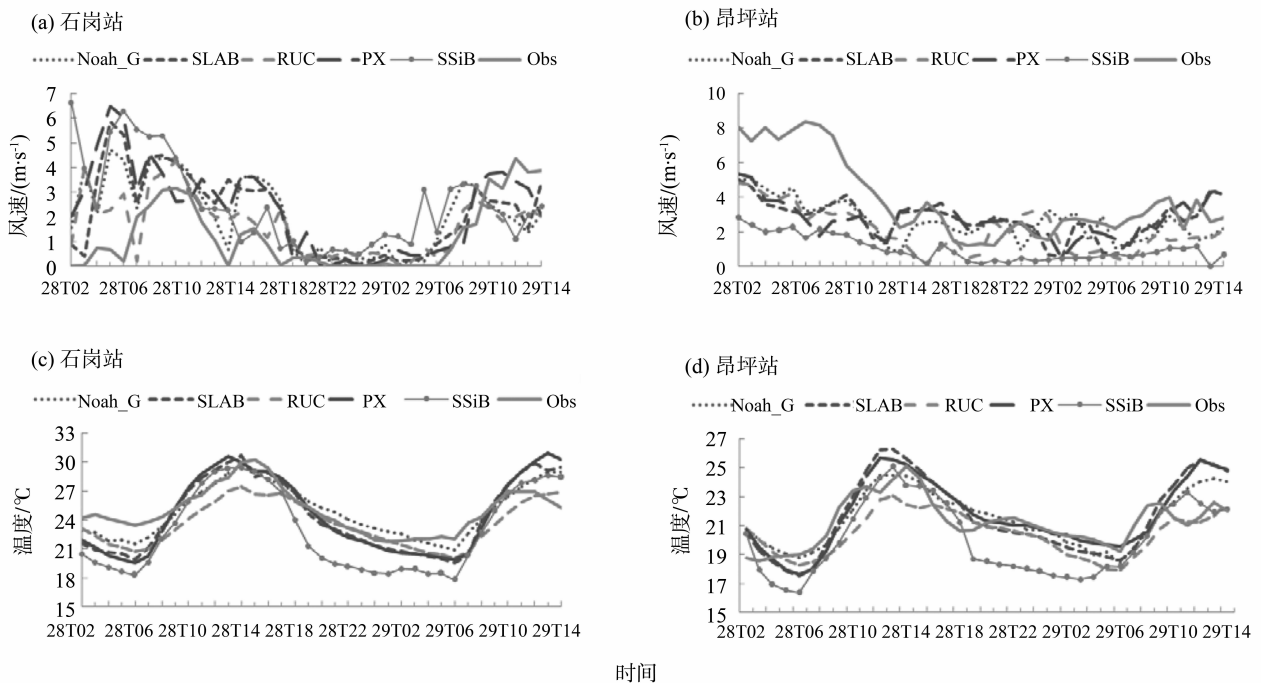 (a) 石岗站
(b) 昂坪站
Noah_G SLAB RUC PX SSiB Obs
Noah_G SLAB RUC PX SSiB Obs
风速/(m·s⁻¹)
7
6
5
4
3
2
1
0
28T02 28T06 28T10 28T14 28T18 28T22 29T02 29T06 29T10 29T14
风速/(m·s⁻¹)
10
8
6
4
2
0
28T02 28T06 28T10 28T14 28T18 28T22 29T02 29T06 29T10 29T14
(c) 石岗站
(d) 昂坪站
Noah_G SLAB RUC PX SSiB Obs
Noah_G SLAB RUC PX SSiB Obs
温度/℃
33
30
27
24
21
18
15
28T02 28T06 28T10 28T14 28T18 28T22 29T02 29T06 29T10 29T14
温度/℃
27
25
23
21
19
17
15
28T02 28T06 28T10 28T14 28T18 28T22 29T02 29T06 29T10 29T14
时间